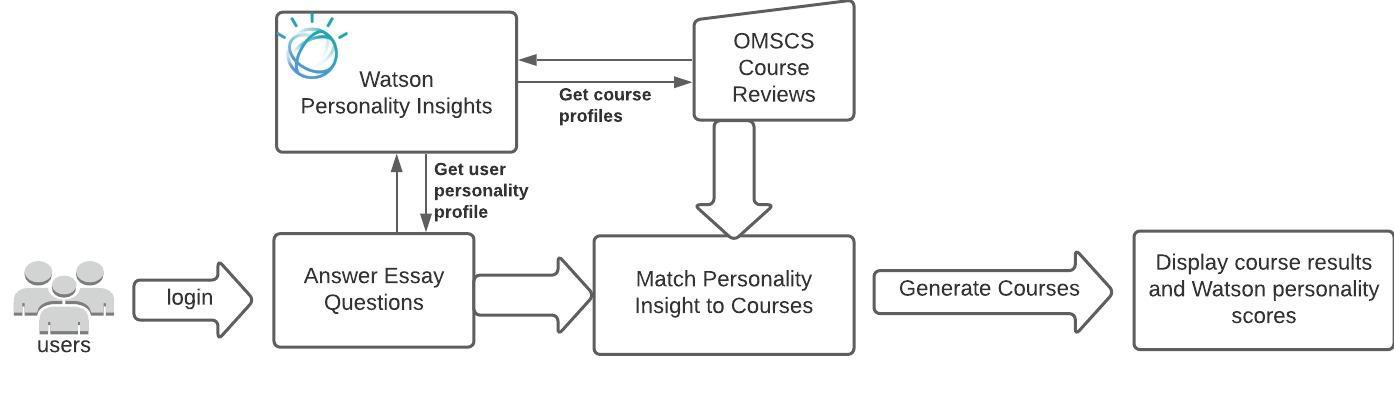 Watson
Personality Insights
OMSCS
Course
Reviews
Get course
profiles
Get user
personality
profile
users
login
Answer Essay
Questions
Match Personality
Insight to Courses
Generate Courses
Display course results
and Watson personality
scores